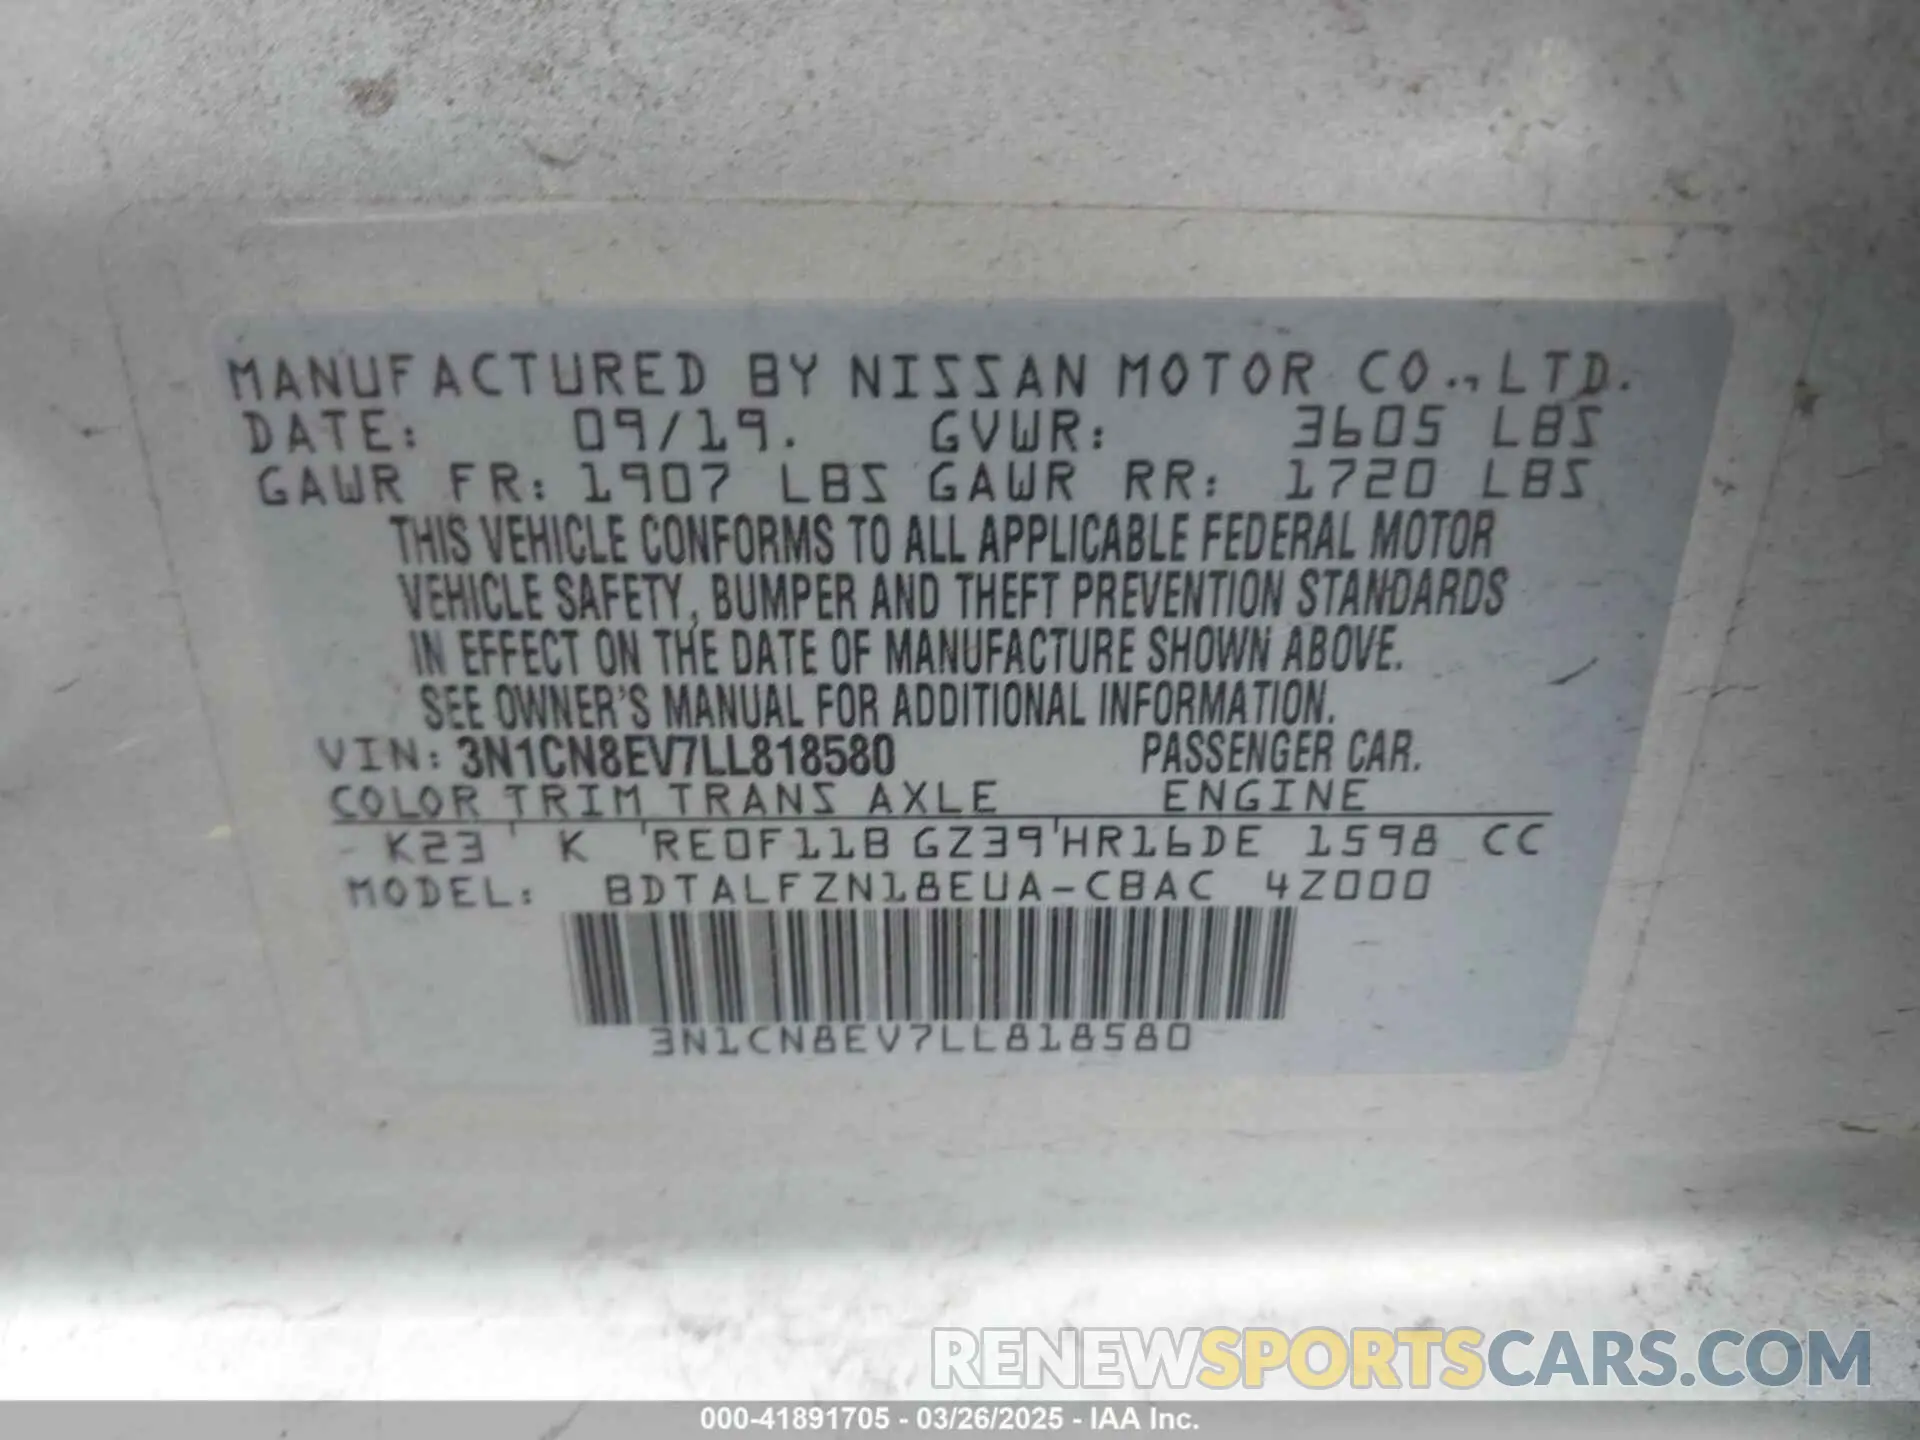 MANUFACTURED BY NISSAN MOTOR CO., LTD.
DATE: 09/19. GVWR: 3605 LBS
GAWR FR: 1907 LBS GAWR RR: 1720 LBS
THIS VEHICLE CONFORMS TO ALL APPLICABLE FEDERAL MOTOR
VEHICLE SAFETY, BUMPER AND THEFT PREVENTION STANDARDS
IN EFFECT ON THE DATE OF MANUFACTURE SHOWN ABOVE.
SEE OWNER'S MANUAL FOR ADDITIONAL INFORMATION.
VIN: 3N1CN8EV7LL818580 PASSENGER CAR.
COLOR TRIM TRANS AXLE ENGINE
K23 K RE0F11B GZ39 HR16DE 1598 CC
MODEL: BDTALFZN18EUA-CBAC 4Z000
3N1CN8EV7LL818580
RENEWSPORTSCARS.COM
000-41891705 - 03/26/2025 - IAA Inc.